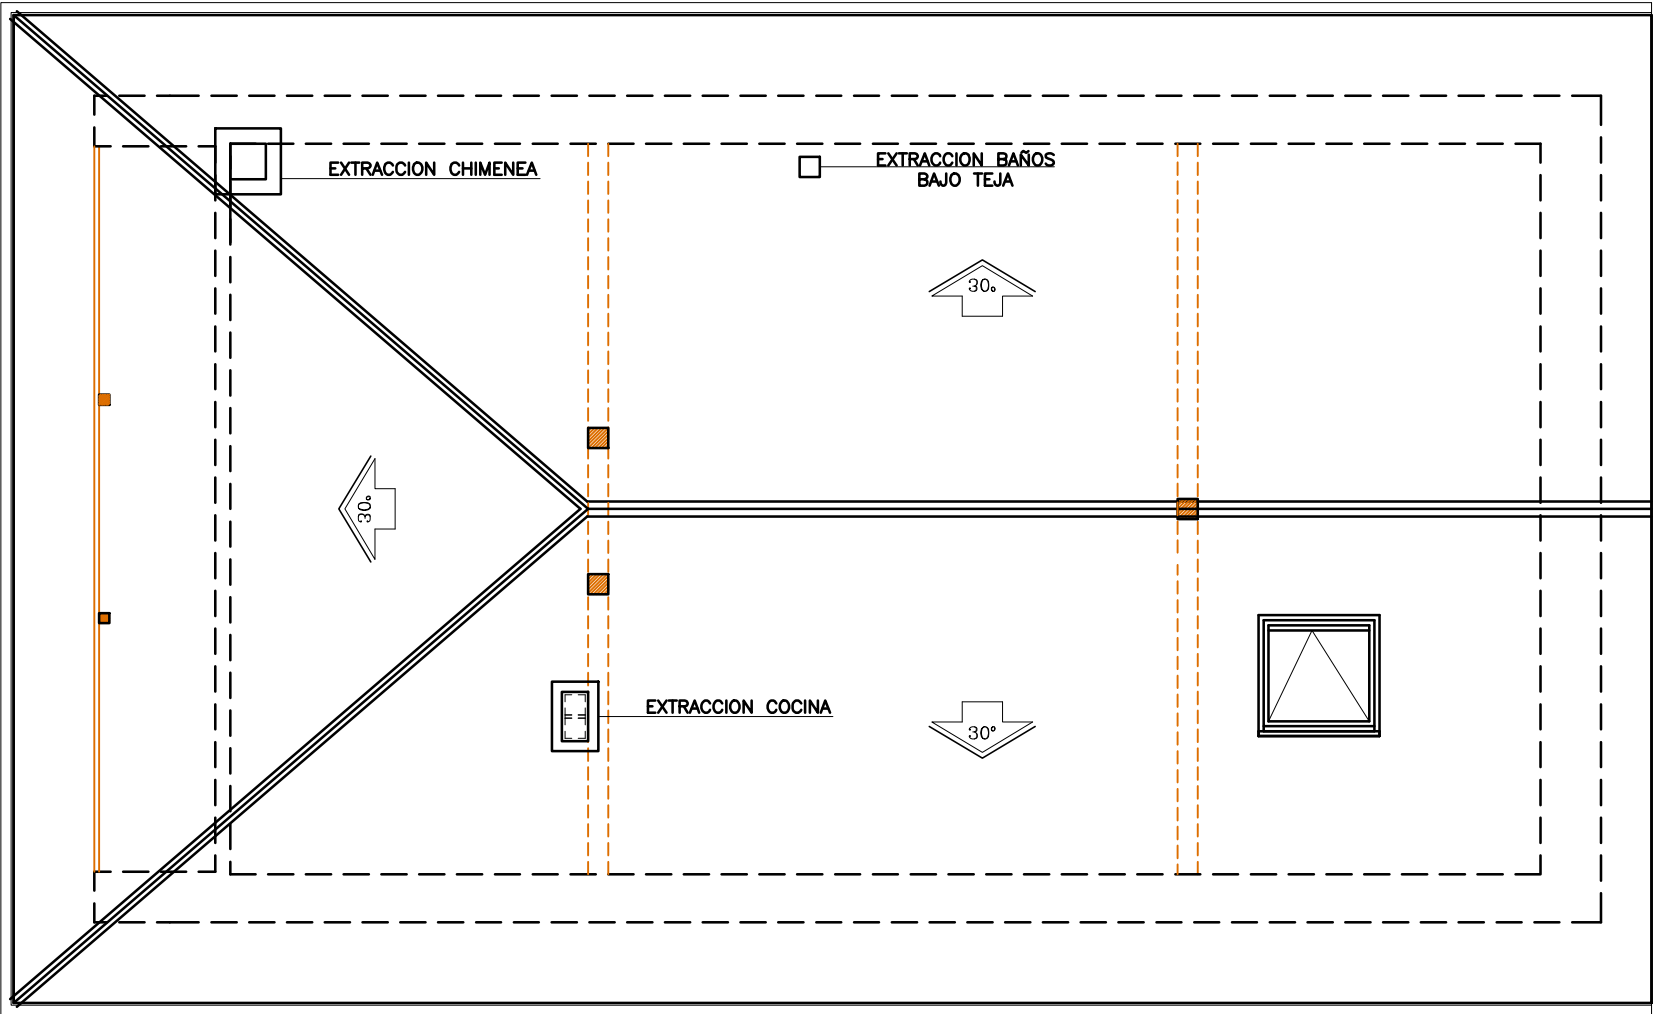 EXTRACCION CHIMENEA
EXTRACCION BAÑOS
BAJO TEJA
30°
30°
EXTRACCION COCINA
30°